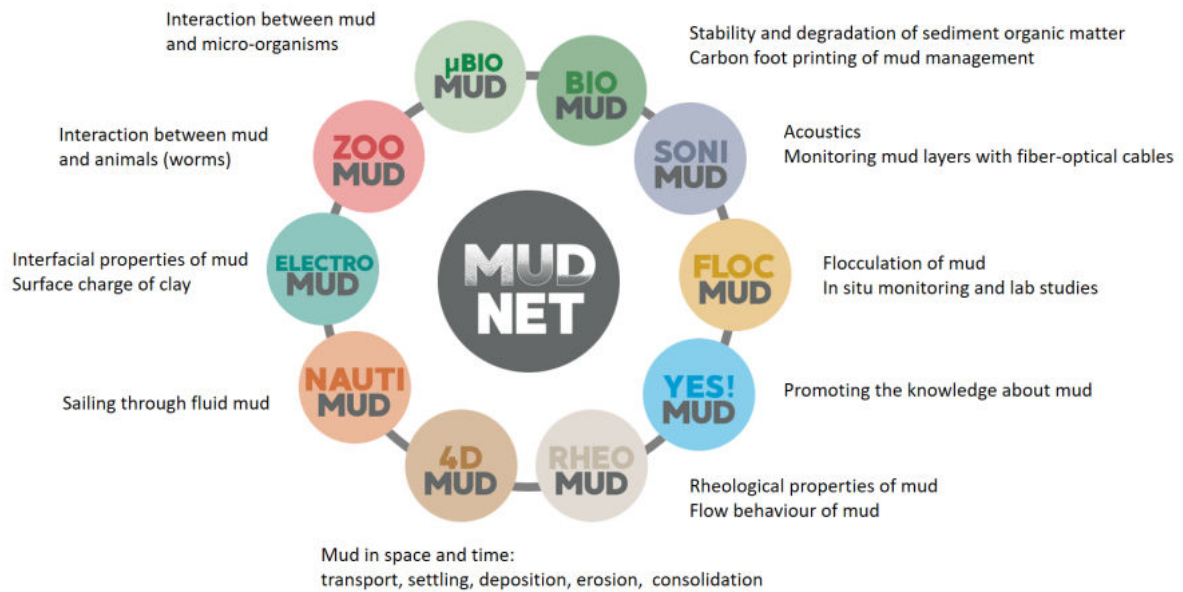 Interaction between mud
and micro-organisms
µBIO
MUD
BIO
MUD
Stability and degradation of sediment organic matter
Carbon foot printing of mud management
Interaction between mud
and animals (worms)
ZOO
MUD
SONI
MUD
Acoustics
Monitoring mud layers with fiber-optical cables
Interfacial properties of mud
Surface charge of clay
ELECTRO
MUD
MUD
NET
FLOC
MUD
Flocculation of mud
In situ monitoring and lab studies
Sailing through fluid mud
NAUTI
MUD
YES!
MUD
Promoting the knowledge about mud
4D
MUD
RHEO
MUD
Rheological properties of mud
Flow behaviour of mud
Mud in space and time:
transport, settling, deposition, erosion, consolidation